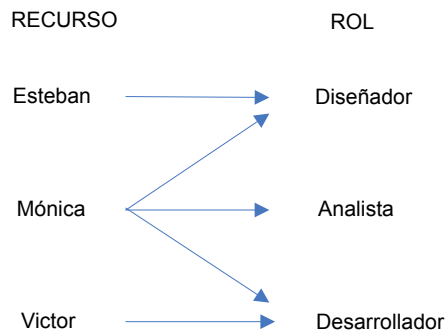 RECURSO ROL
Esteban Diseñador
Mónica Analista
Victor Desarrollador